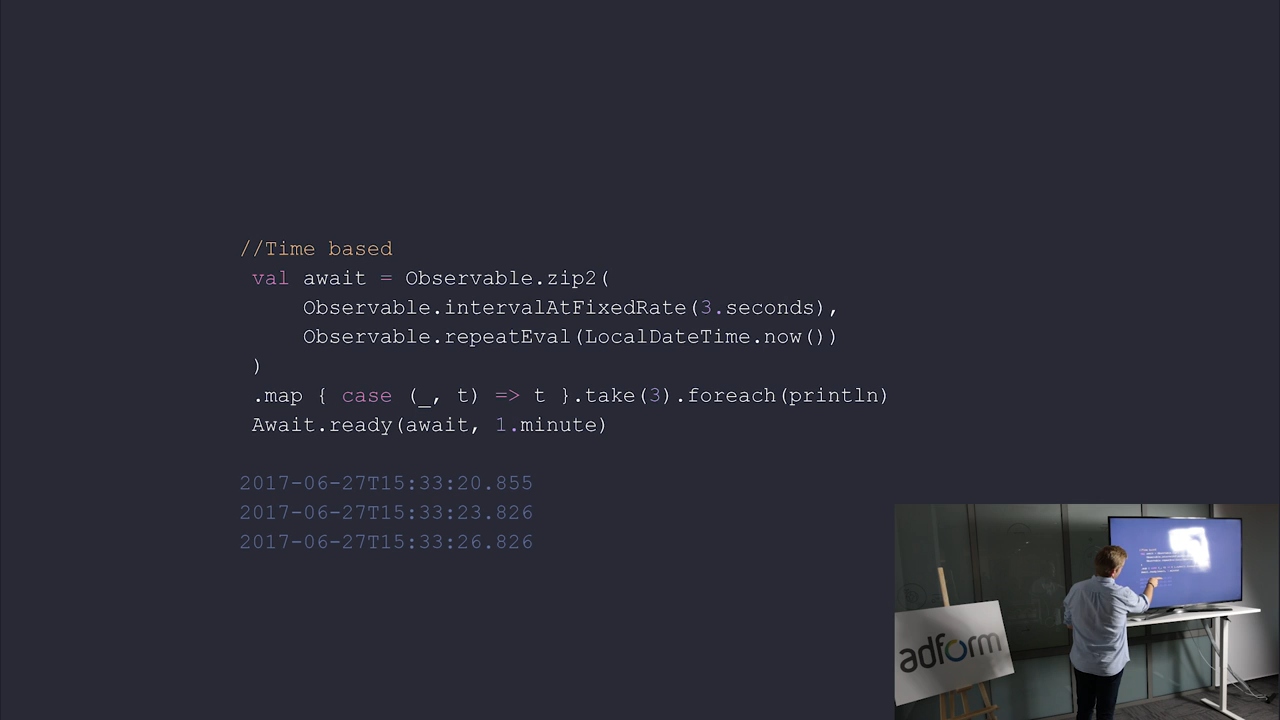 //Time based
val await = Observable.zip2(
Observable.intervalAtFixedRate(3.seconds),
Observable.repeatEval(LocalDateTime.now())
)
.map { case (_, t) => t }.take(3).foreach(println)
Await.ready(await, 1.minute)
2017-06-27T15:33:20.855
2017-06-27T15:33:23.826
2017-06-27T15:33:26.826
adform